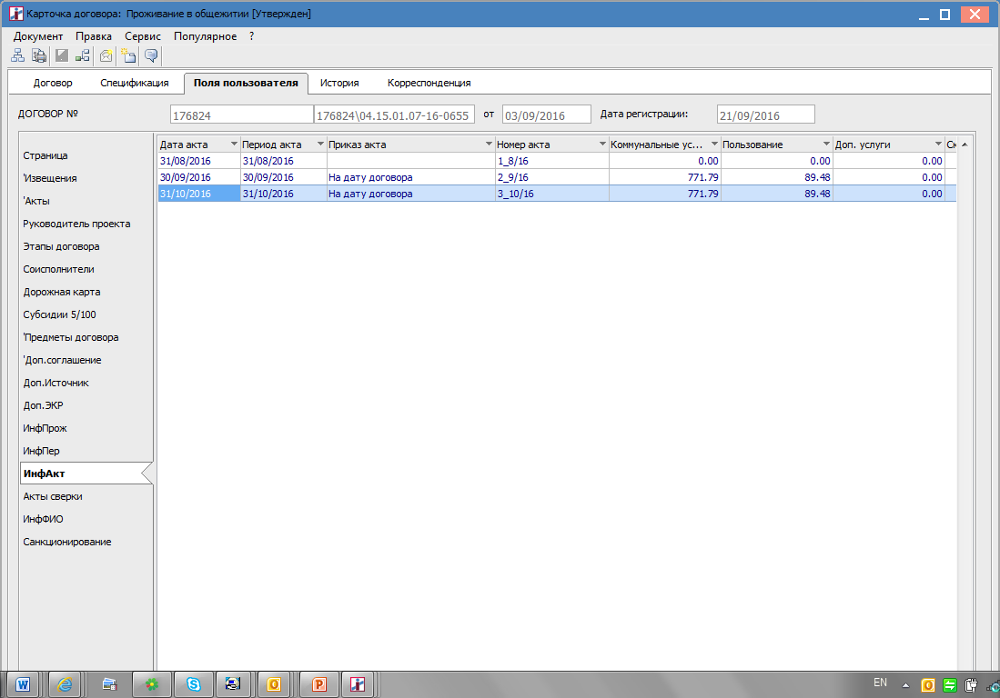 Карточка договора: Проживание в общежитии [Утвержден]
Документ Правка Сервис Популярное ?
Договор Спецификация Поля пользователя История Корреспонденция
ДОГОВОР № 176824 176824\04.15.01.07-16-0655 от 03/09/2016 Дата регистрации: 21/09/2016
Страница
'Извещения
'Акты
Руководитель проекта
Этапы договора
Соисполнители
Дорожная карта
Субсидии 5/100
'Предметы договора
'Доп.соглашение
Доп.Источник
Доп.ЭКР
ИнфПрож
ИнфПер
ИнфАкт
Акты сверки
ИнфФИО
Санкционирование
Дата акта Период акта Приказ акта Номер акта Коммунальные ус... Пользование Доп. услуги Ск
31/08/2016 31/08/2016 1_8/16 0.00 0.00 0.00
30/09/2016 30/09/2016 На дату договора 2_9/16 771.79 89.48 0.00
31/10/2016 31/10/2016 На дату договора 3_10/16 771.79 89.48 0.00
EN